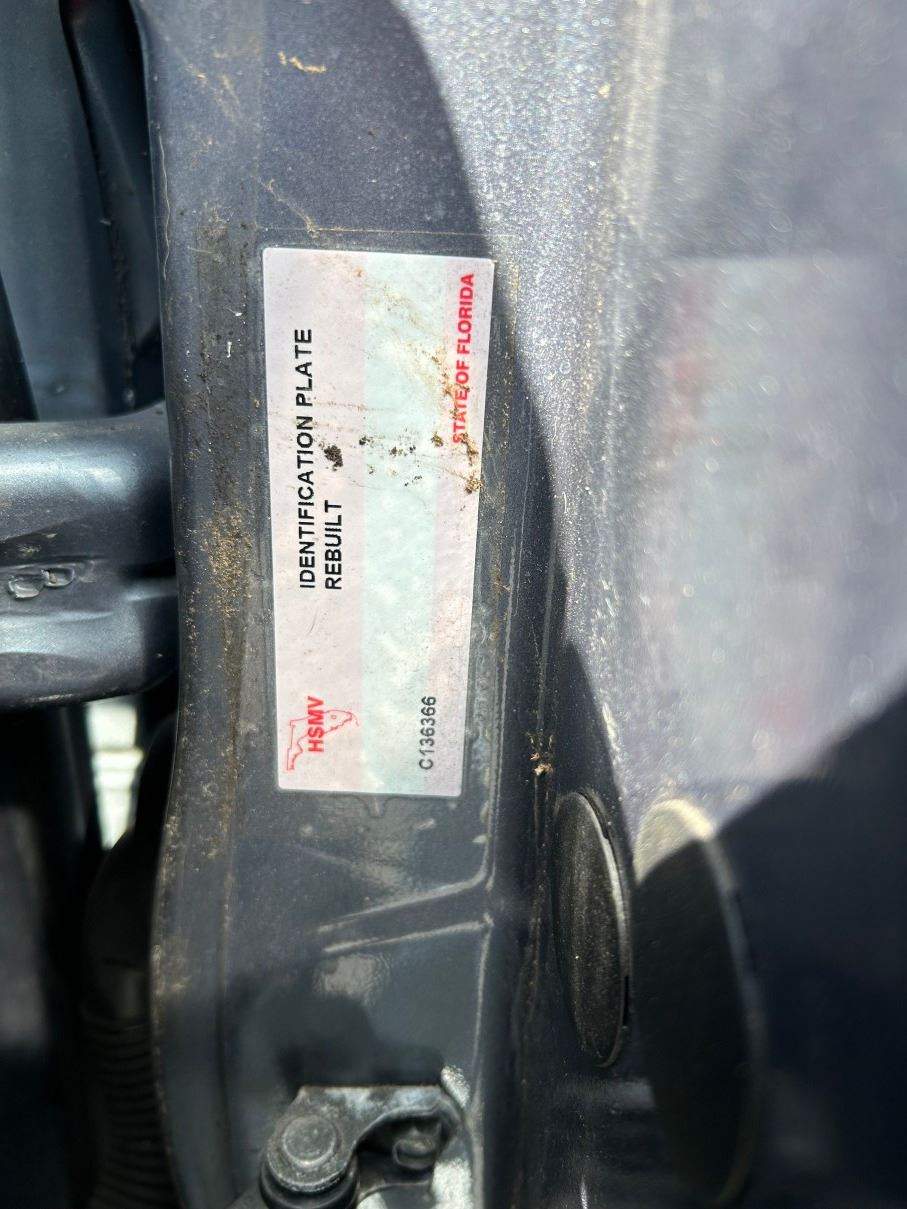 STATE OF FLORIDA
IDENTIFICATION PLATE
REBUILT
HSMV
C136366